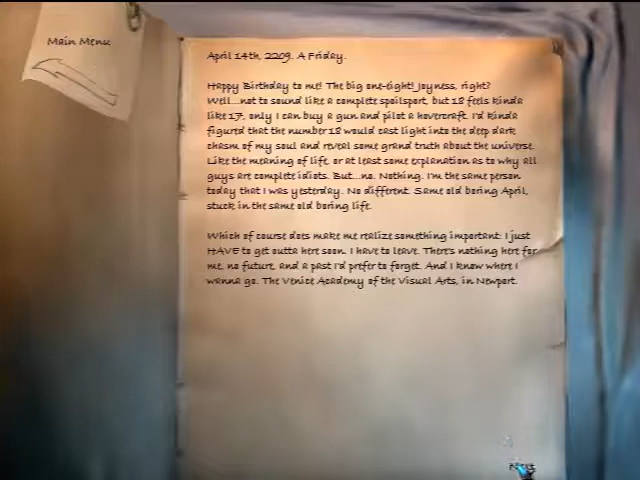 Main Menu
April 14th, 2209. A Friday.
Happy Birthday to me! The big one-eight! Joyness, right?
Well...not to sound like a complete spoilsport, but 18 feels kinda
like 17, only I can buy a gun and pilot a hovercraft. I'd kinda
figured that the number 18 would cast light into the deep dark
chasm of my soul and reveal some grand truth about the universe.
Like the meaning of life, or at least some explanation as to why all
guys are complete idiots. But...no. Nothing. I'm the same person
today that I was yesterday. No different. Same old boring April,
stuck in the same old boring life.
Which of course does make me realize something important: I just
HAVE to get outta here soon. I have to leave. There's nothing here for
me, no future, and a past I'd prefer to forget. And I know where I
wanna go. The Venice Academy of the Visual Arts, in Newport.
Next